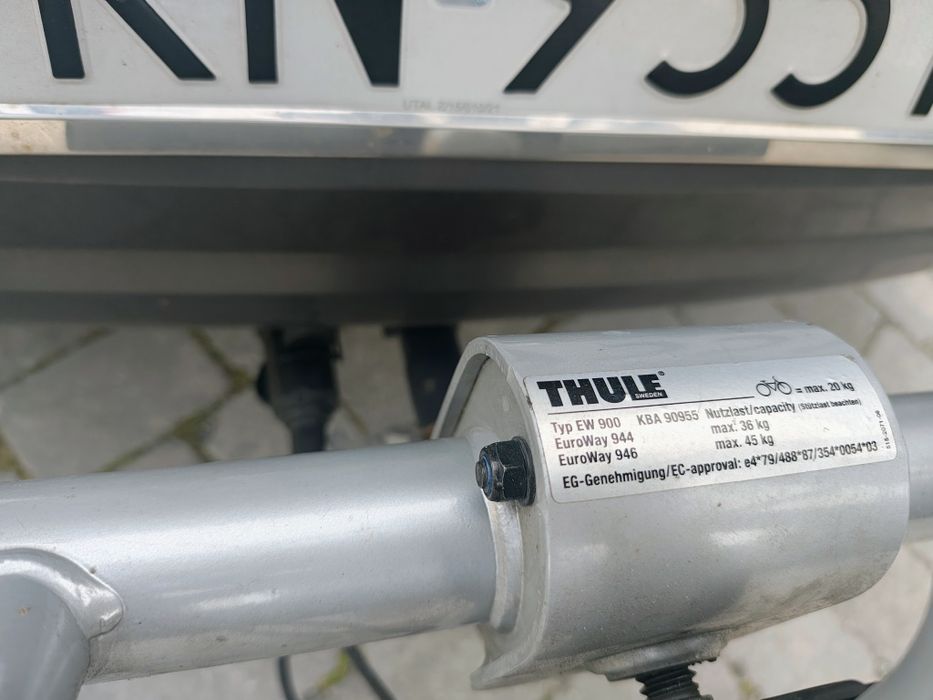 THULE®
SWEDEN
= max. 20 kg
Typ EW 900 KBA 90955 Nutzlast/capacity (Stützlast beachten)
EuroWay 944 max. 36 kg
EuroWay 946 max. 45 kg
EG-Genehmigung/EC-approval: e4*79/488*87/354*0054*03